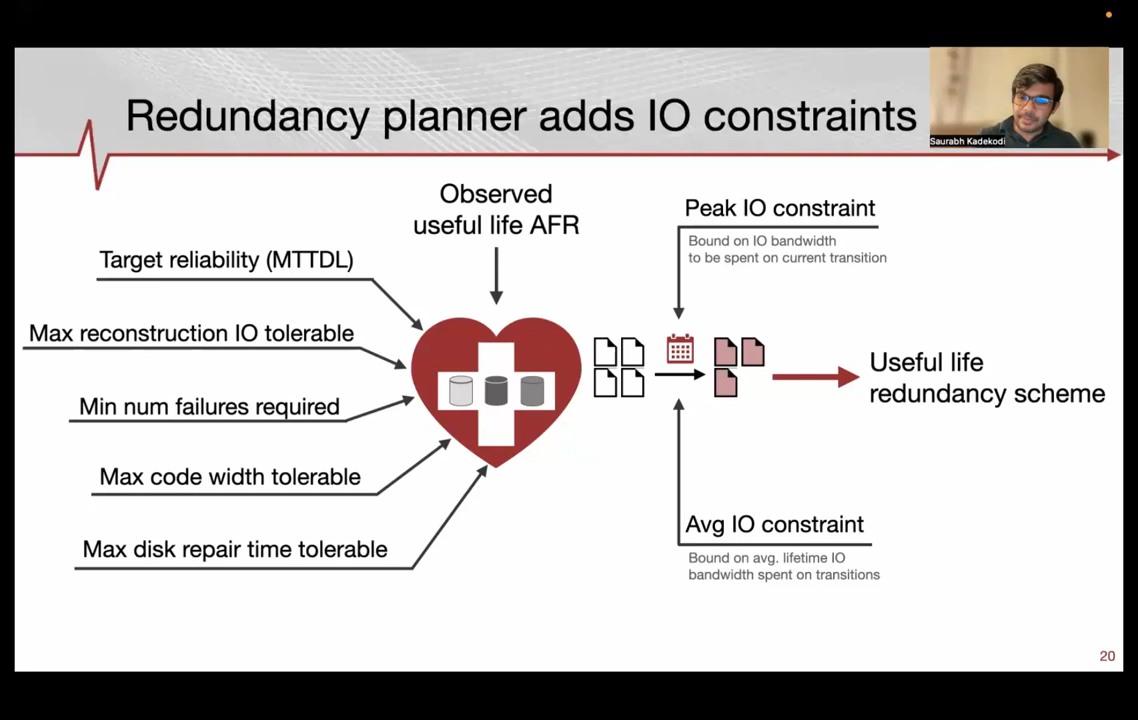 Redundancy planner adds IO constraints
Saurabh Kadekodi
Observed
useful life AFR
Target reliability (MTTDL)
Max reconstruction IO tolerable
Min num failures required
Max code width tolerable
Max disk repair time tolerable
Peak IO constraint
Bound on IO bandwidth
to be spent on current transition
Useful life
redundancy scheme
Avg IO constraint
Bound on avg. lifetime IO
bandwidth spent on transitions
20